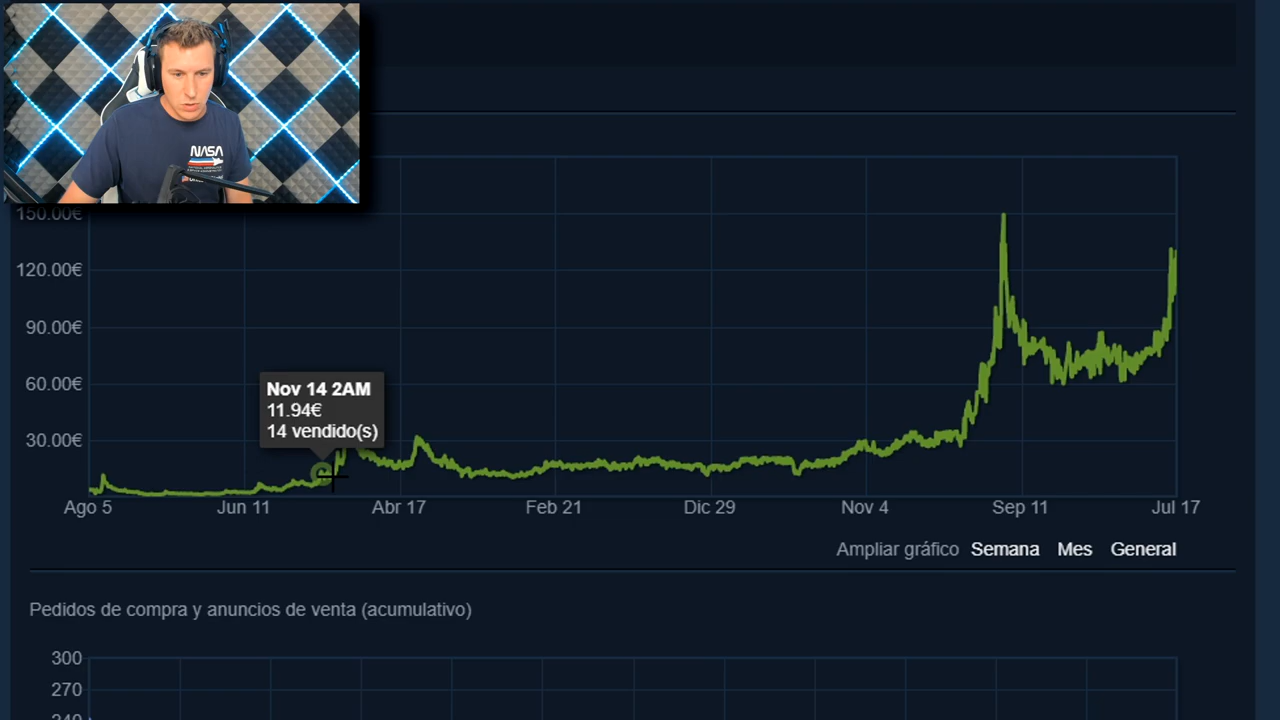 NASA
150.00€
120.00€
90.00€
60.00€
30.00€
Nov 14 2AM
11.94€
14 vendido(s)
Ago 5
Jun 11
Abr 17
Feb 21
Dic 29
Nov 4
Sep 11
Jul 17
Ampliar gráfico Semana Mes General
Pedidos de compra y anuncios de venta (acumulativo)
300
270
240